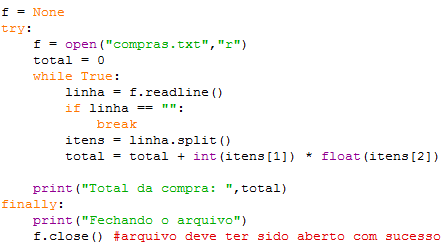 f = None
try:
    f = open("compras.txt","r")
    total = 0
    while True:
        linha = f.readline()
        if linha == "":
            break
        itens = linha.split()
        total = total + int(itens[1]) * float(itens[2])

    print("Total da compra: ",total)
finally:
    print("Fechando o arquivo")
    f.close() #arquivo deve ter sido aberto com sucesso